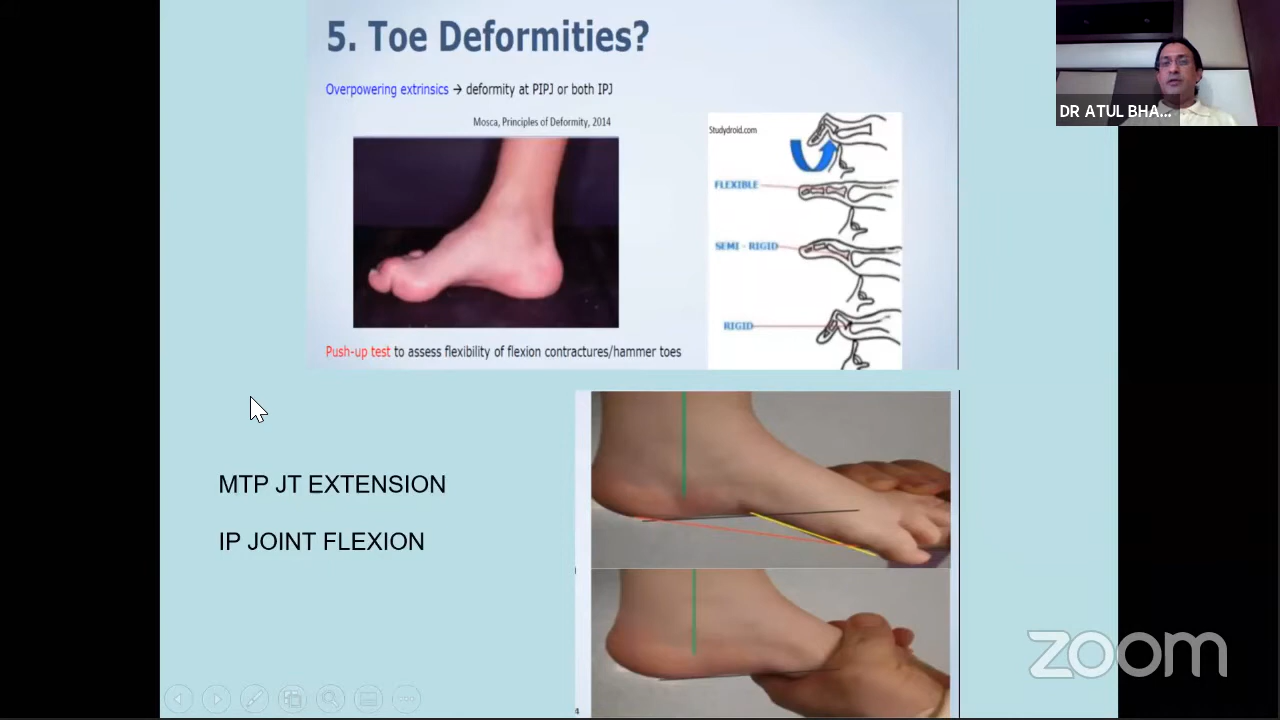 5. Toe Deformities?
Overpowering extrinsics → deformity at PIPJ or both IPJ
Mosca, Principles of Deformity, 2014
Studydroid.com
FLEXIBLE
SEMI - RIGID
RIGID
Push-up test to assess flexibility of flexion contractures/hammer toes
MTP JT EXTENSION
IP JOINT FLEXION
4
DR ATUL BHA...
zoom